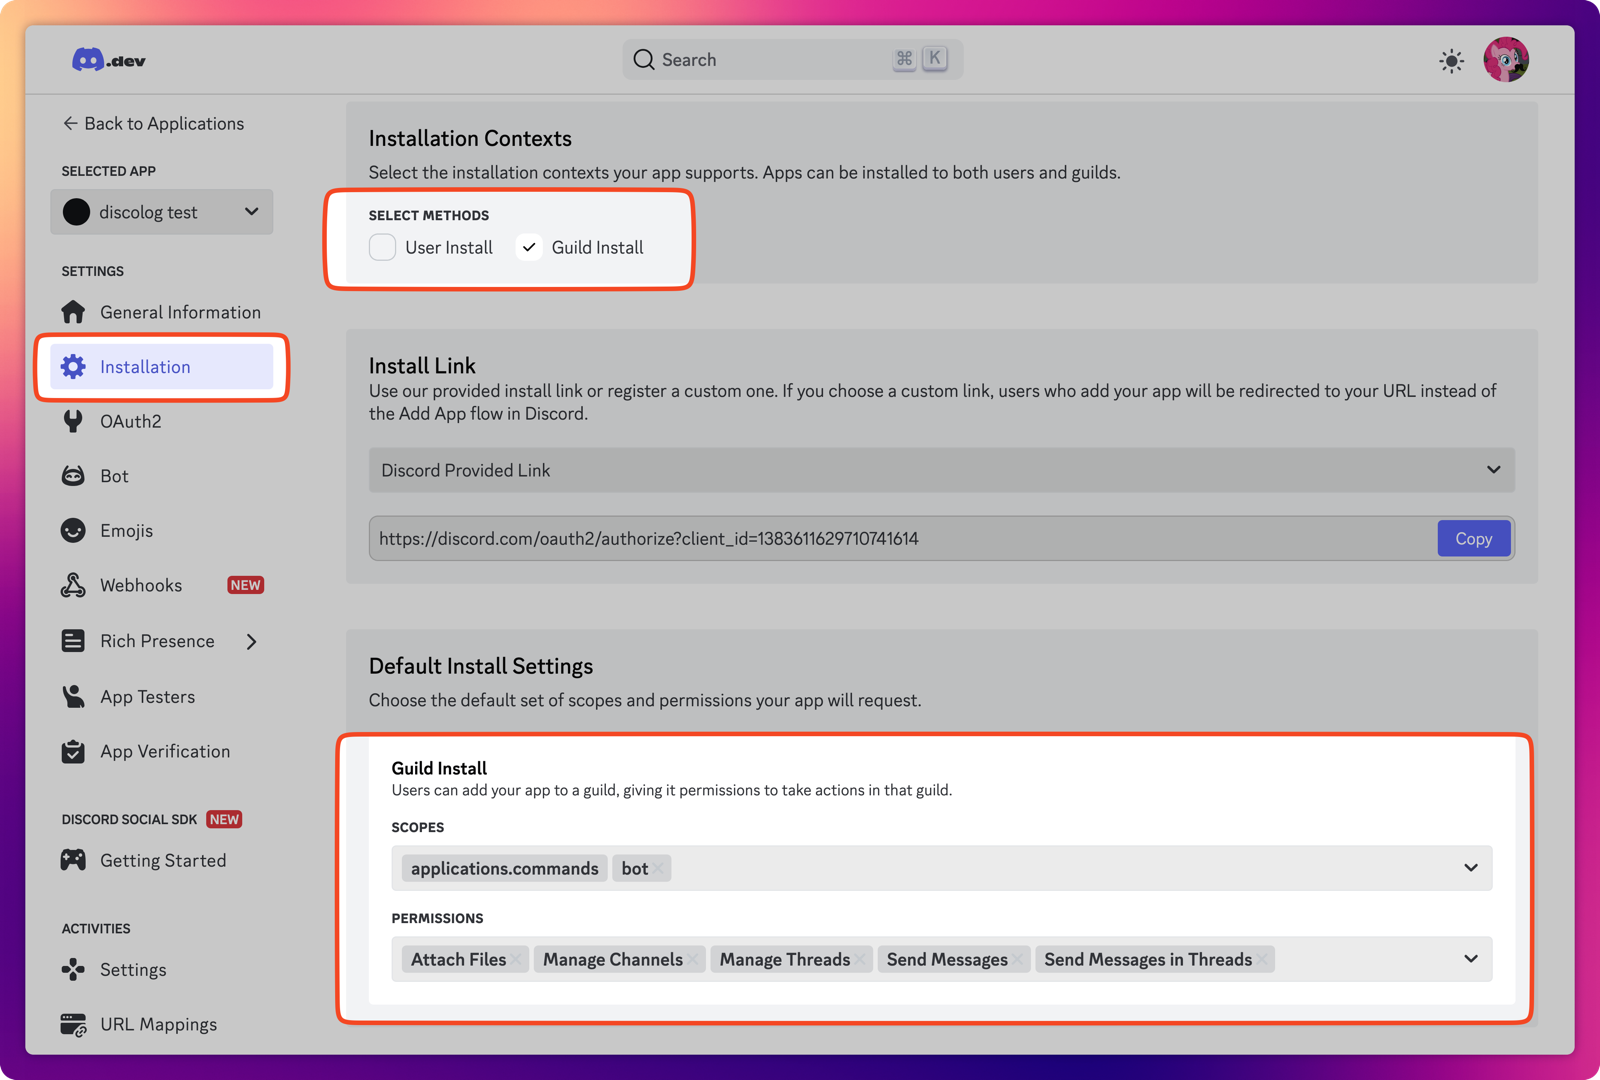 .dev
Search
⌘ K
Back to Applications
SELECTED APP
discolog test
SETTINGS
General Information
Installation
OAuth2
Bot
Emojis
Webhooks NEW
Rich Presence
App Testers
App Verification
DISCORD SOCIAL SDK NEW
Getting Started
ACTIVITIES
Settings
URL Mappings
Installation Contexts
Select the installation contexts your app supports. Apps can be installed to both users and guilds.
SELECT METHODS
User Install Guild Install
Install Link
Use our provided install link or register a custom one. If you choose a custom link, users who add your app will be redirected to your URL instead of
the Add App flow in Discord.
Discord Provided Link
https://discord.com/oauth2/authorize?client_id=1383611629710741614 Copy
Default Install Settings
Choose the default set of scopes and permissions your app will request.
Guild Install
Users can add your app to a guild, giving it permissions to take actions in that guild.
SCOPES
applications.commands bot
PERMISSIONS
Attach Files Manage Channels Manage Threads Send Messages Send Messages in Threads